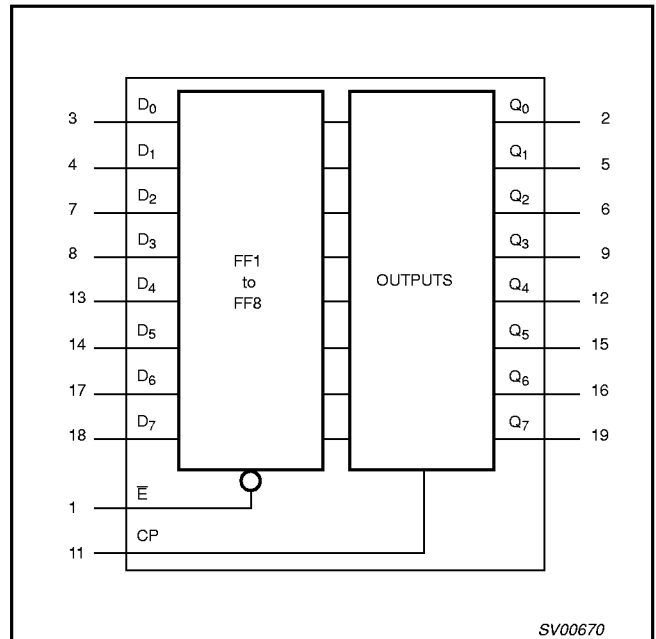 3 D0 Q0 2
4 D1 Q1 5
7 D2 Q2 6
8 D3 Q3 9
FF1
to
FF8
OUTPUTS
13 D4 Q4 12
14 D5 Q5 15
17 D6 Q6 16
18 D7 Q7 19
1 E̅
11 CP
SV00670